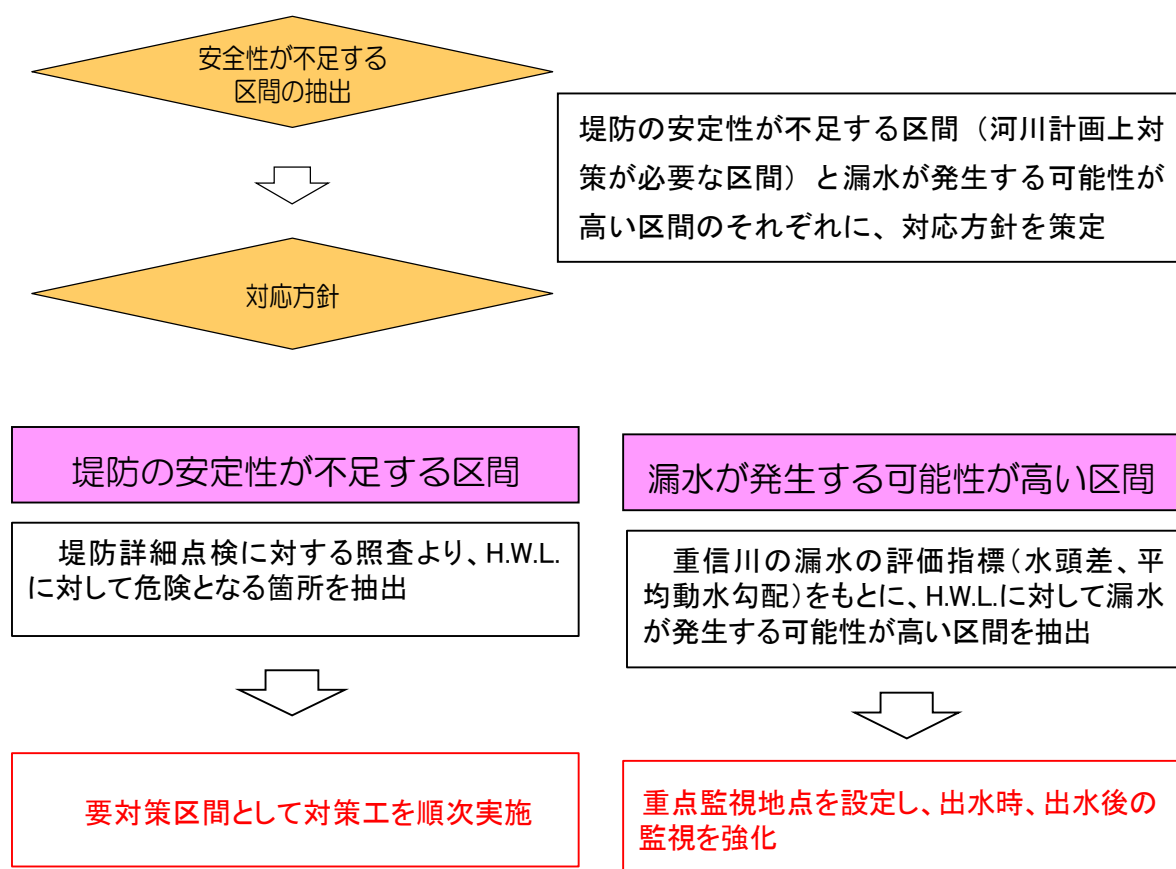 安全性が不足する
区間の抽出
堤防の安定性が不足する区間（河川計画上対
策が必要な区間）と漏水が発生する可能性が
高い区間のそれぞれに、対応方針を策定
対応方針
堤防の安定性が不足する区間
堤防詳細点検に対する照査より、H.W.L.
に対して危険となる箇所を抽出
要対策区間として対策工を順次実施
漏水が発生する可能性が高い区間
重信川の漏水の評価指標（水頭差、平
均動水勾配）をもとに、H.W.L.に対して漏水
が発生する可能性が高い区間を抽出
重点監視地点を設定し、出水時、出水後の
監視を強化